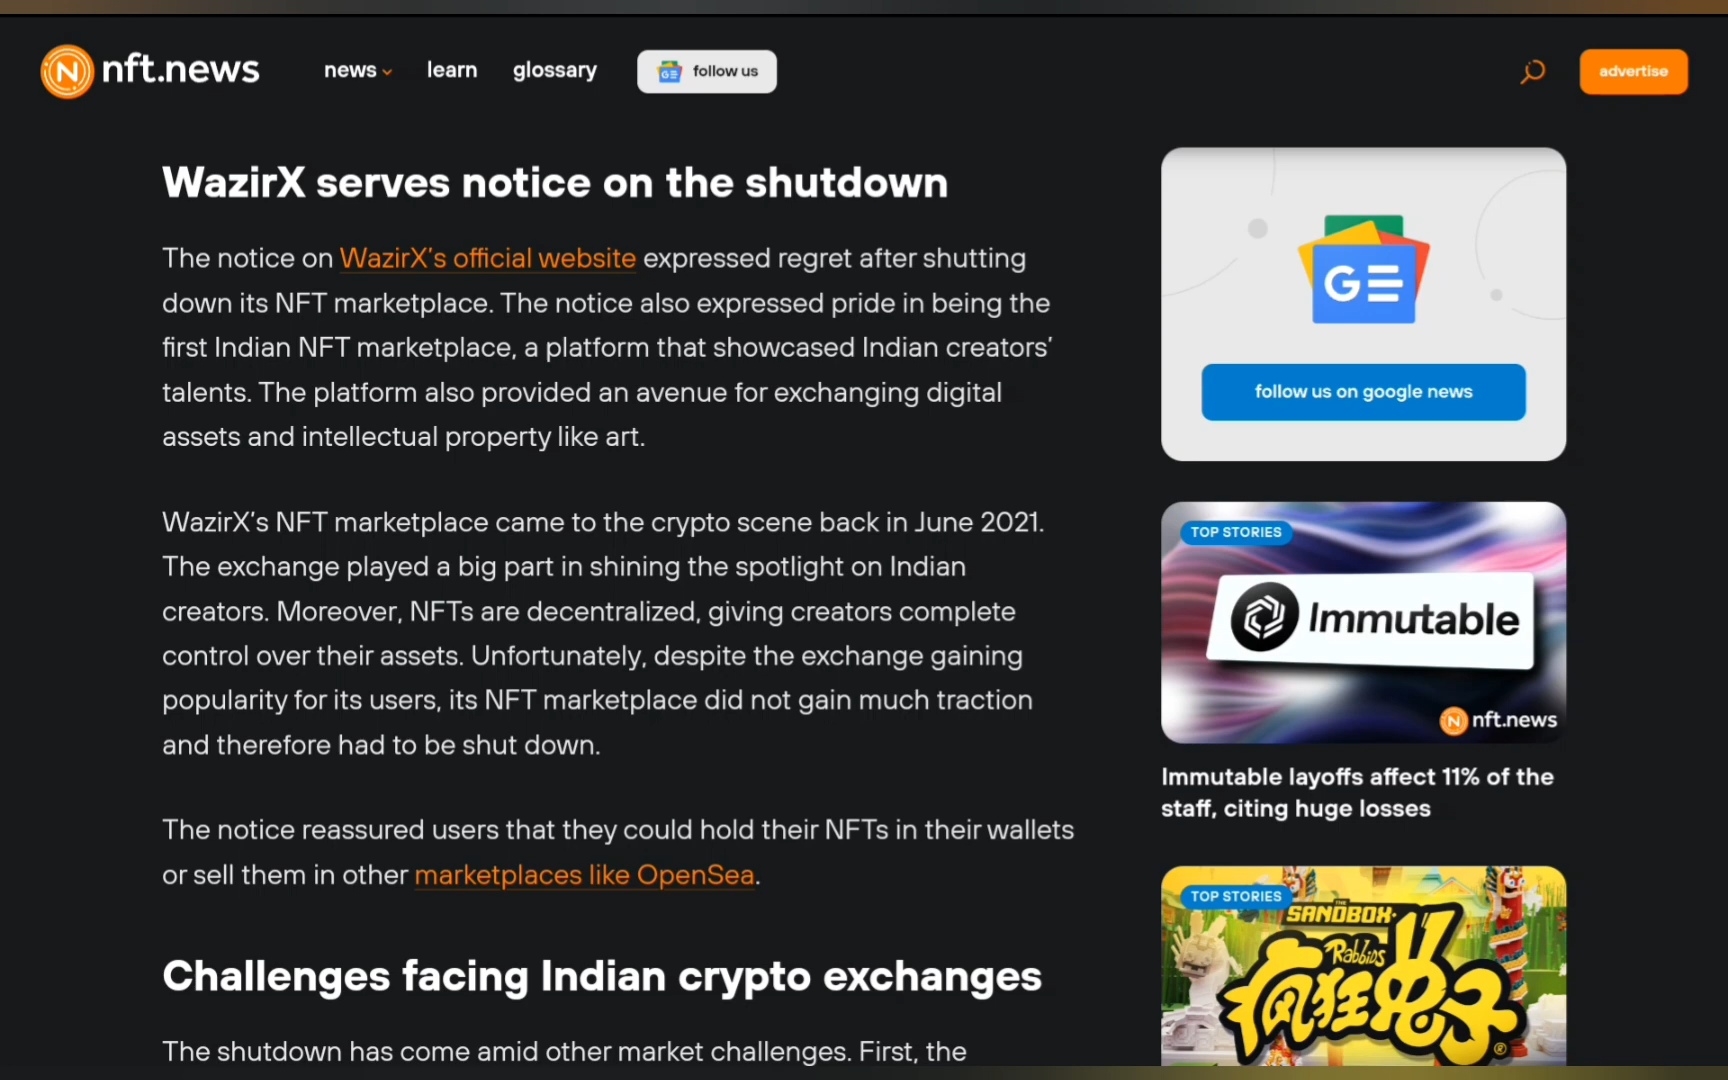 nft.news
news
learn
glossary
GE follow us
advertise
WazirX serves notice on the shutdown
The notice on WazirX's official website expressed regret after shutting
down its NFT marketplace. The notice also expressed pride in being the
first Indian NFT marketplace, a platform that showcased Indian creators'
talents. The platform also provided an avenue for exchanging digital
assets and intellectual property like art.
WazirX's NFT marketplace came to the crypto scene back in June 2021.
The exchange played a big part in shining the spotlight on Indian
creators. Moreover, NFTs are decentralized, giving creators complete
control over their assets. Unfortunately, despite the exchange gaining
popularity for its users, its NFT marketplace did not gain much traction
and therefore had to be shut down.
The notice reassured users that they could hold their NFTs in their wallets
or sell them in other marketplaces like OpenSea.
Challenges facing Indian crypto exchanges
The shutdown has come amid other market challenges. First, the
follow us on google news
TOP STORIES
Immutable
nft.news
Immutable layoffs affect 11% of the
staff, citing huge losses
TOP STORIES
THE
SANDBOX
Rabbids
疯狂兔子